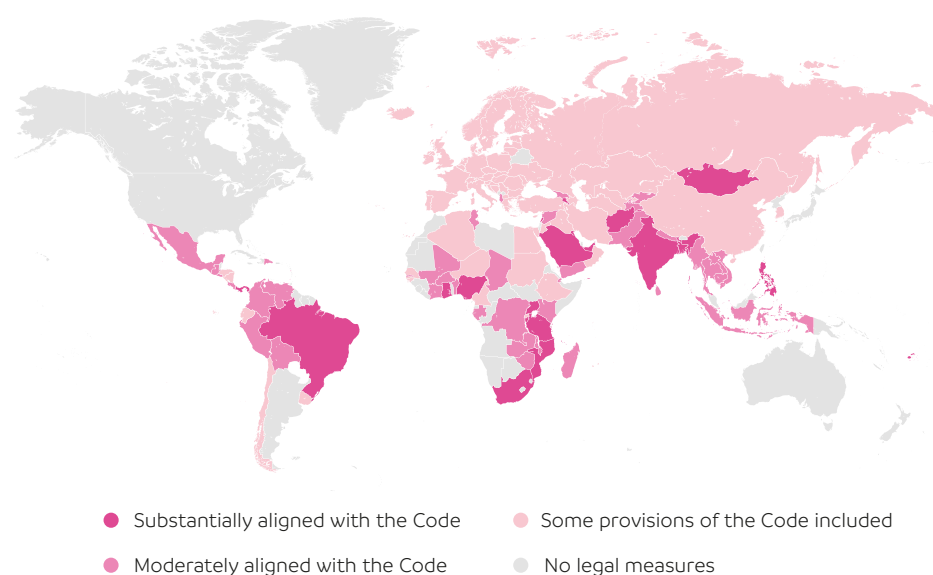 Substantially aligned with the Code
Some provisions of the Code included
Moderately aligned with the Code
No legal measures